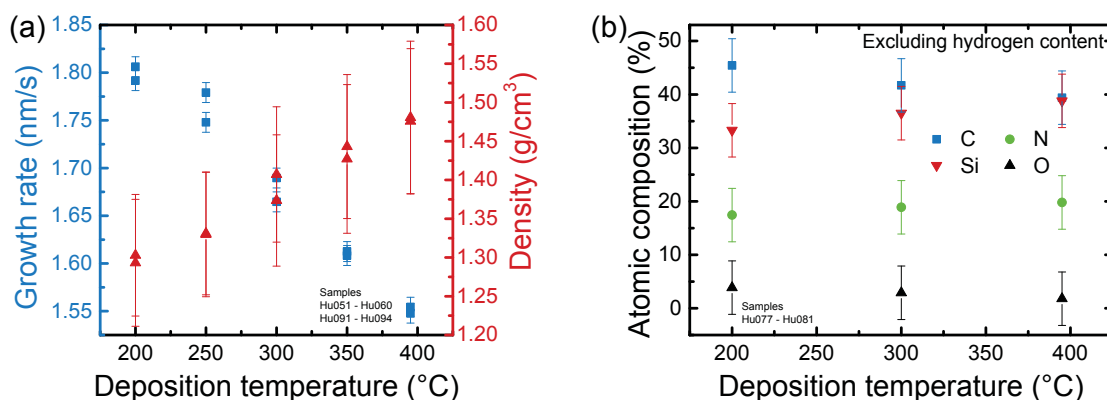 (a)
Growth rate (nm/s)
1.85
1.80
1.75
1.70
1.65
1.60
1.55
Samples
Hu051 - Hu060
Hu091 - Hu094
1.60
1.55
1.50
1.45
1.40
1.35
1.30
1.25
1.20
Density (g/cm³)
200 250 300 350 400
Deposition temperature (°C)
(b)
Atomic composition (%)
50
40
30
20
10
0
Excluding hydrogen content
C N
Si O
Samples
Hu077 - Hu081
200 250 300 350 400
Deposition temperature (°C)